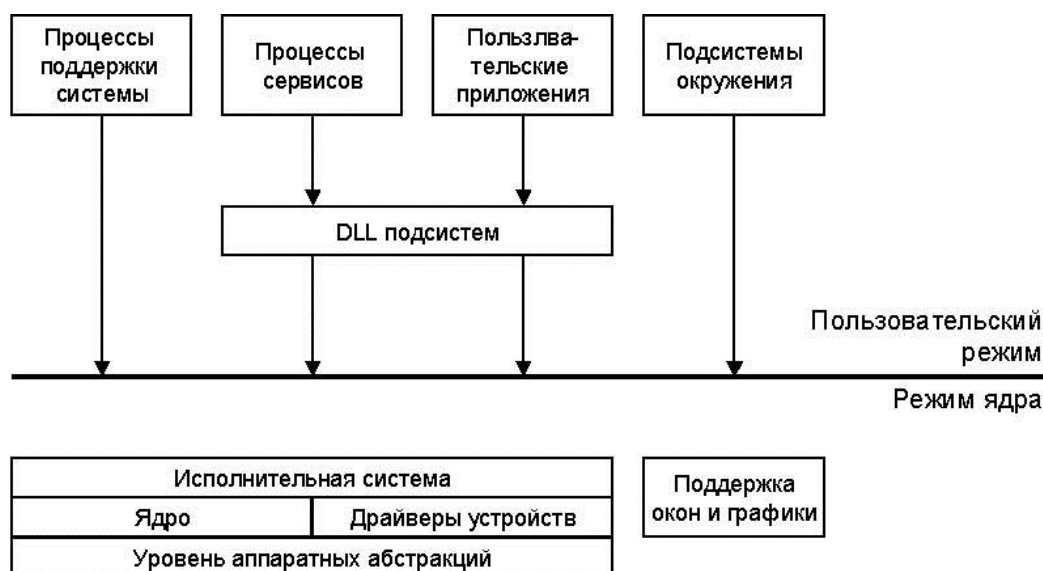 Процессы
поддержки
системы
Процессы
сервисов
Пользлва-
тельские
приложения
Подсистемы
окружения
DLL подсистем
Пользовательский
режим
Режим ядра
Исполнительная система
Ядро
Драйверы устройств
Уровень аппаратных абстракций
Поддержка
окон и графики